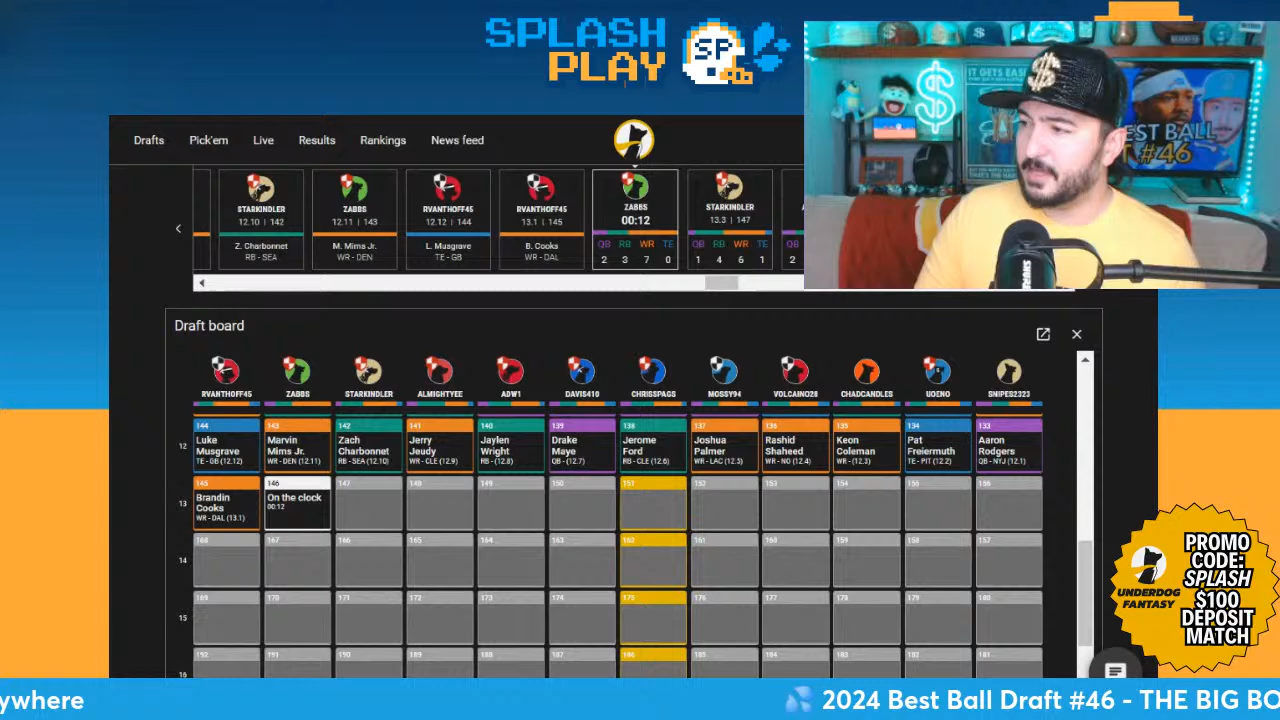 SPLASH
PLAY
SP
IT GETS EASI
EST BALL
T #46
$
SHURE
Drafts Pick'em Live Results Rankings News feed
STARKINDLER
12.10 | 142
Z. Charbonnet
RB - SEA
ZABBS
12.11 | 143
M. Mims Jr.
WR - DEN
RVANTHOFF45
12.12 | 144
L. Musgrave
TE - GB
RVANTHOFF45
13.1 | 145
B. Cooks
WR - DAL
ZABBS
00:12
QB RB WR TE
2 3 7 0
STARKINDLER
13.3 | 147
QB RB WR TE
1 4 6 1
QB
2
Draft board
RVANTHOFF45 ZABBS STARKINDLER ALMIGHTYEE ADW1 DAVIS410 CHRISSPAGS MOSSY94 VOLCAINO28 CHADCANDLES UOENO SNIPES2323
12
144
Luke
Musgrave
TE - GB (12.12)
143
Marvin
Mims Jr.
WR - DEN (12.11)
142
Zach
Charbonnet
RB - SEA (12.10)
141
Jerry
Jeudy
WR - CLE (12.9)
140
Jaylen
Wright
RB - (12.8)
139
Drake
Maye
QB - (12.7)
138
Jerome
Ford
RB - CLE (12.6)
137
Joshua
Palmer
WR - LAC (12.3)
136
Rashid
Shaheed
WR - NO (12.4)
135
Keon
Coleman
WR - (12.3)
134
Pat
Freiermuth
TE - PIT (12.2)
133
Aaron
Rodgers
QB - NYJ (12.1)
13
145
Brandin
Cooks
WR - DAL (13.1)
146
On the clock
00:12
147 148 149 150 151 152 153 154 155 156
14
168 167 166 165 164 163 162 161 160 159 158 157
15
169 170 171 172 173 174 175 176 177 178 179 180
16
192 191 190 189 188 187 186 185 184 183 182 181
UNDERDOG
FANTASY
PROMO
CODE:
SPLASH
$100
DEPOSIT
MATCH
ywhere
2024 Best Ball Draft #46 - THE BIG BO